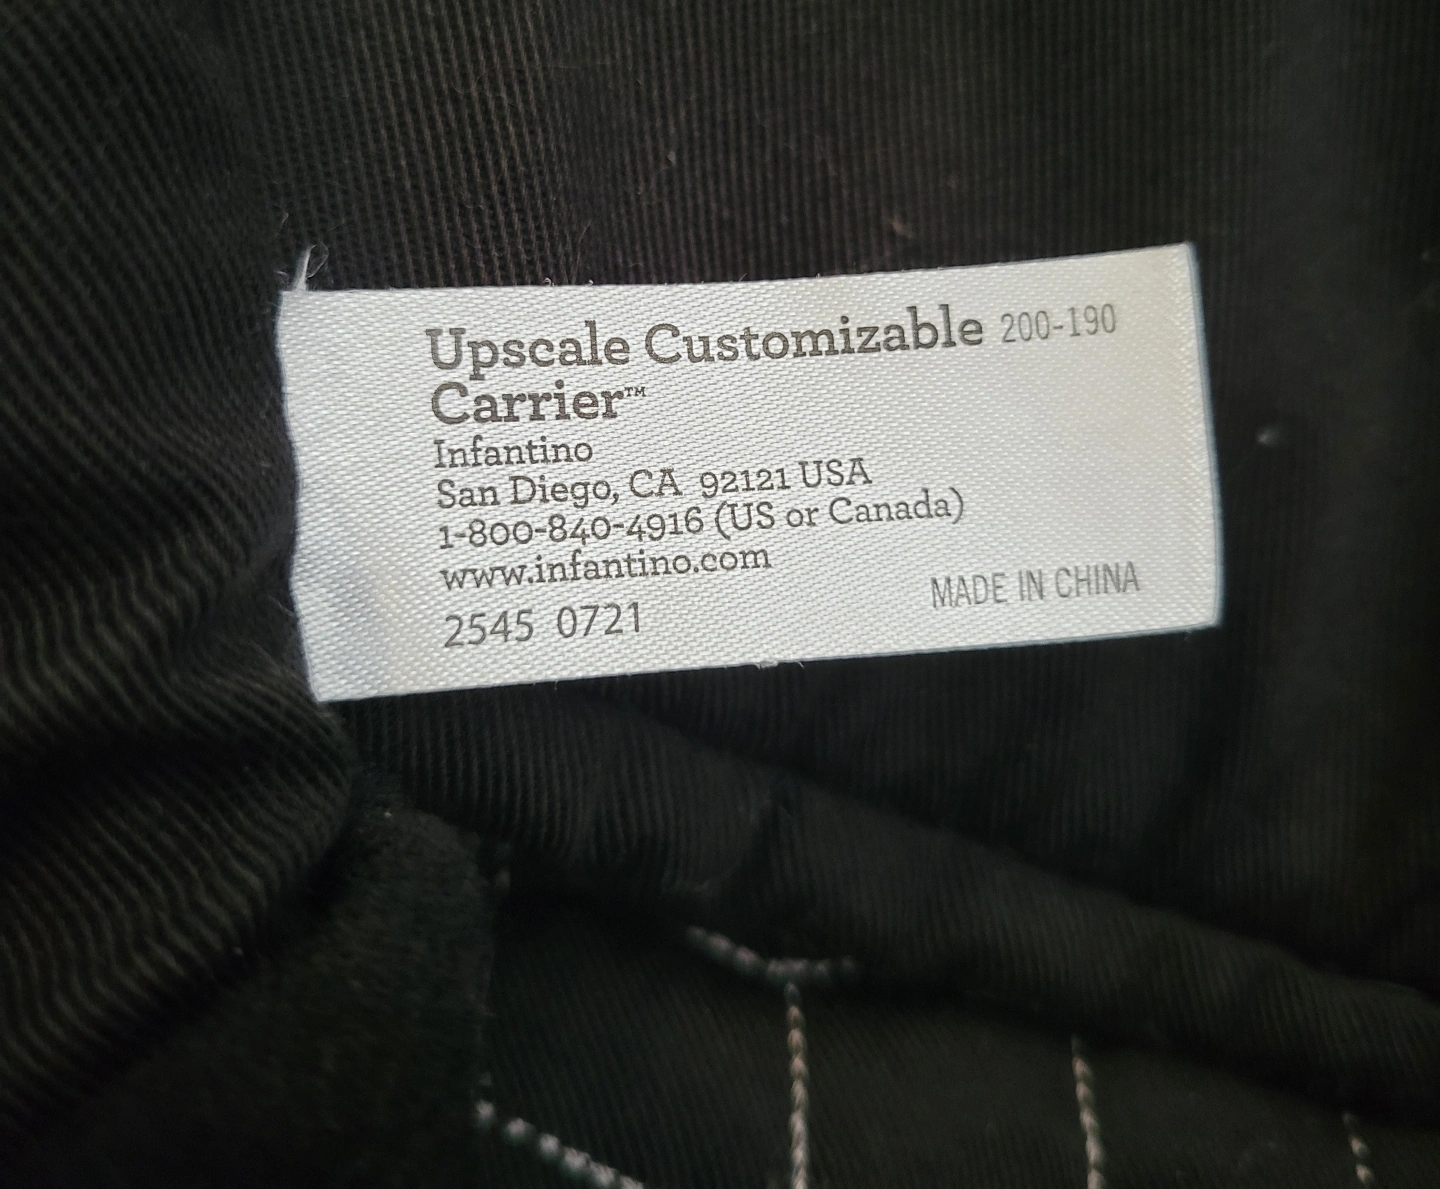 Upscale Customizable 200-190
Carrier™
Infantino
San Diego, CA 92121 USA
1-800-840-4916 (US or Canada)
www.infantino.com
2545 0721 MADE IN CHINA